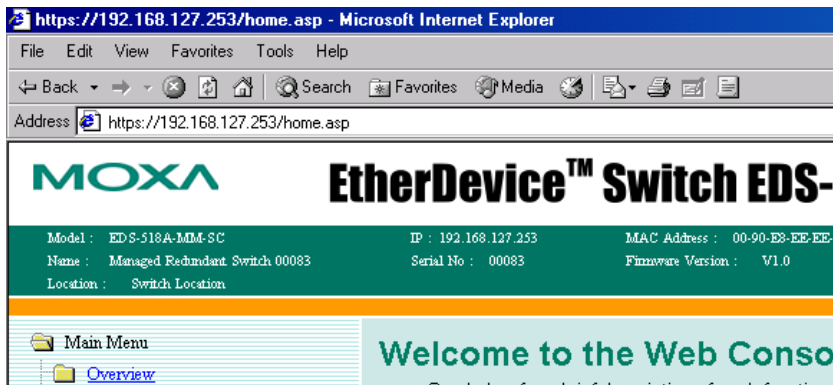 https://192.168.127.253/home.asp - Microsoft Internet Explorer
File Edit View Favorites Tools Help
Back Search Favorites Media
Address https://192.168.127.253/home.asp
MOXA EtherDevice™ Switch EDS-
Model : EDS-518A-MM-SC IP : 192.168.127.253 MAC Address : 00-90-E8-EE-EE-
Name : Managed Redundant Switch 00083 Serial No : 00083 Firmware Version : V1.0
Location : Switch Location
Main Menu
Overview
Welcome to the Web Conso